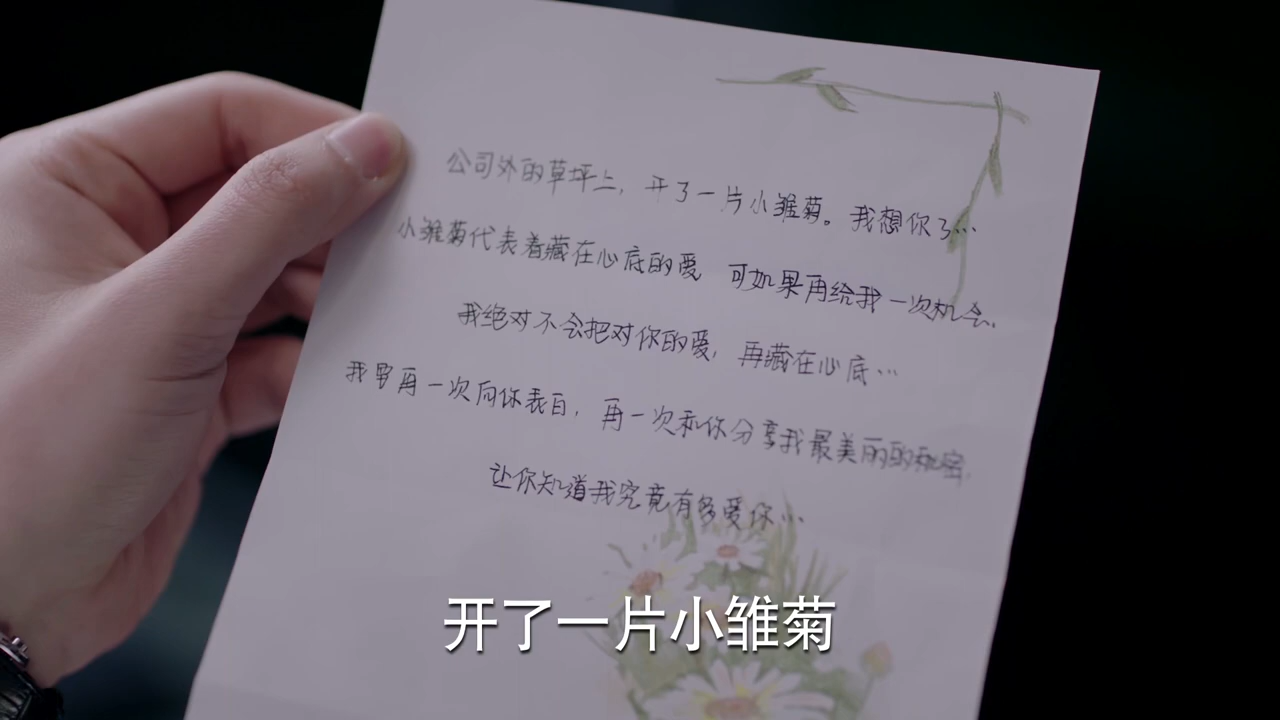 公司外的草坪上，开了一片小雏菊。我想你了…
小雏菊代表着藏在心底的爱 可如果再给我一次机会，
我绝对不会把对你的爱，再藏在心底…
我要再一次向你表白，再一次和你分享我最美丽的秘密，
让你知道我究竟有多爱你…
开了一片小雏菊